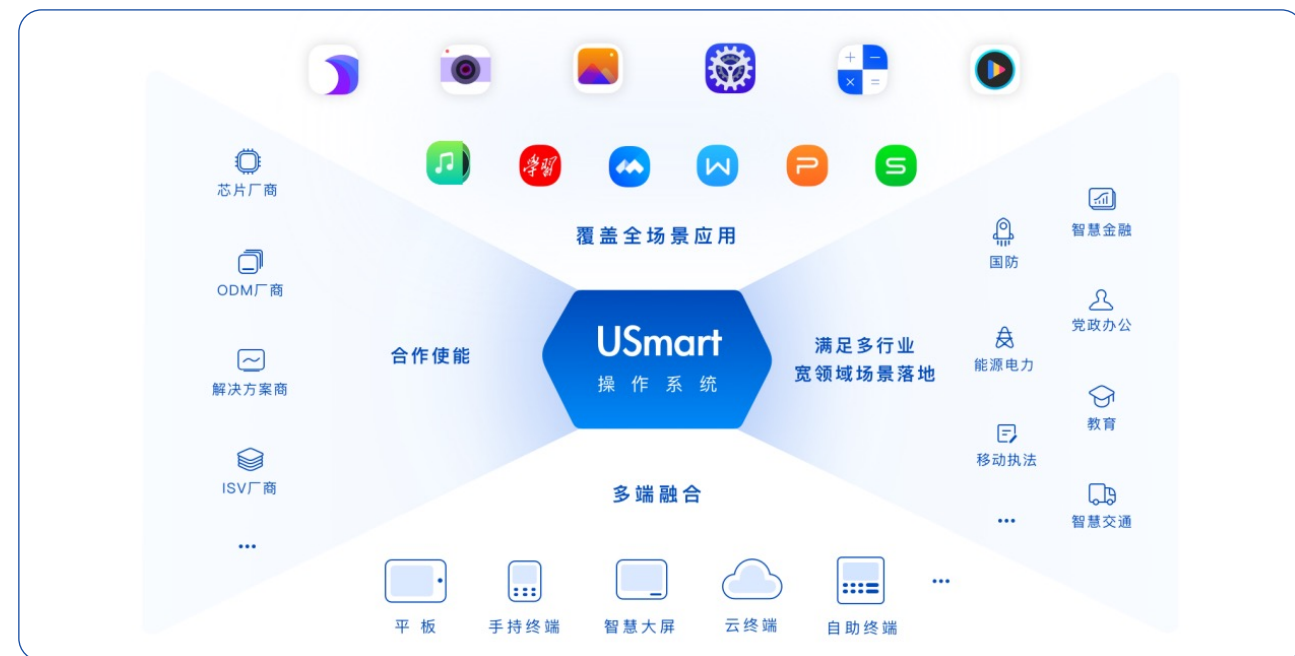 学习
W
P
S
覆盖全场景应用
芯片厂商
ODM厂商
解决方案商
ISV厂商
...
合作使能
USmart
操作系统
满足多行业
宽领域场景落地
国防
能源电力
移动执法
...
智慧金融
党政办公
教育
智慧交通
多端融合
平板
手持终端
智慧大屏
云终端
自助终端
...